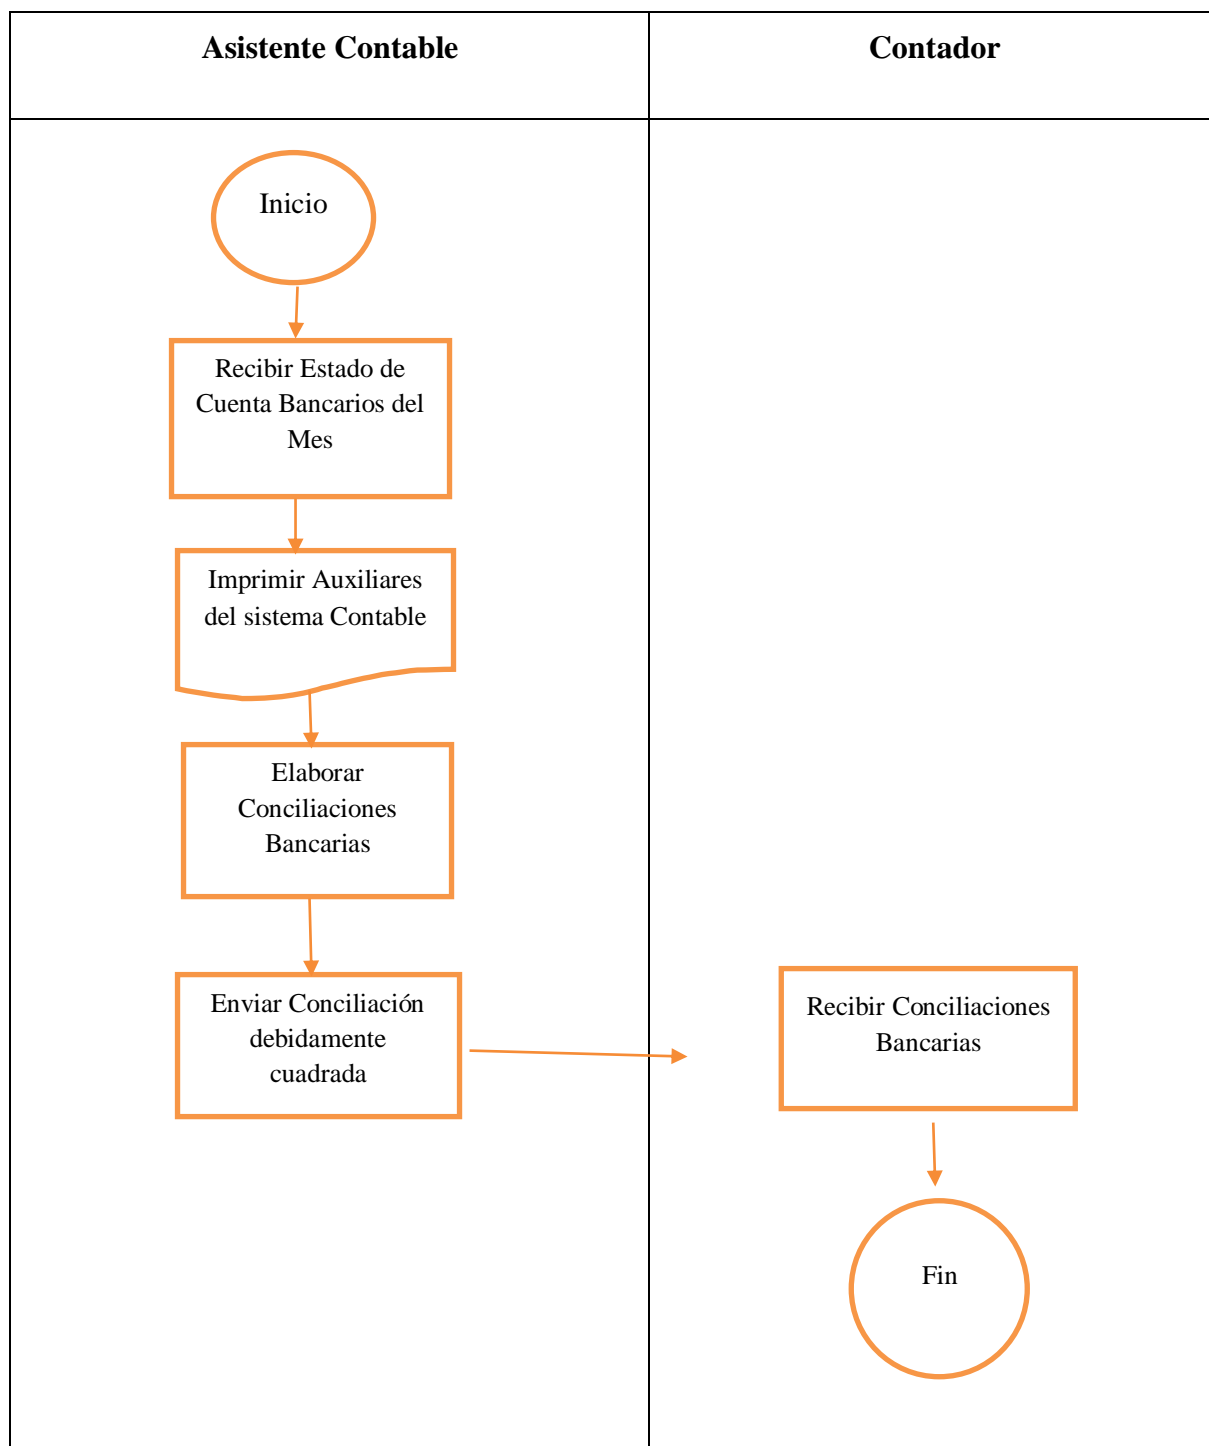 Asistente Contable
Contador
Inicio
Recibir Estado de
Cuenta Bancarios del
Mes
Imprimir Auxiliares
del sistema Contable
Elaborar
Conciliaciones
Bancarias
Enviar Conciliación
debidamente
cuadrada
Recibir Conciliaciones
Bancarias
Fin